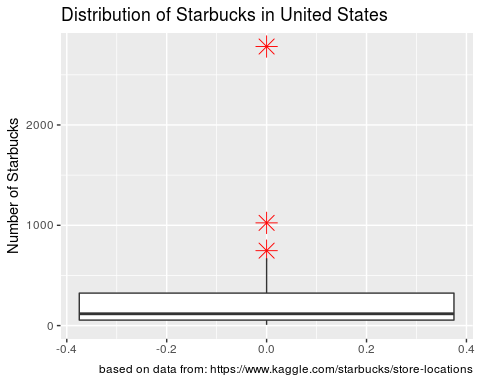 Distribution of Starbucks in United States
Number of Starbucks
2000
1000
0
-0.4 -0.2 0.0 0.2 0.4
based on data from: https://www.kaggle.com/starbucks/store-locations